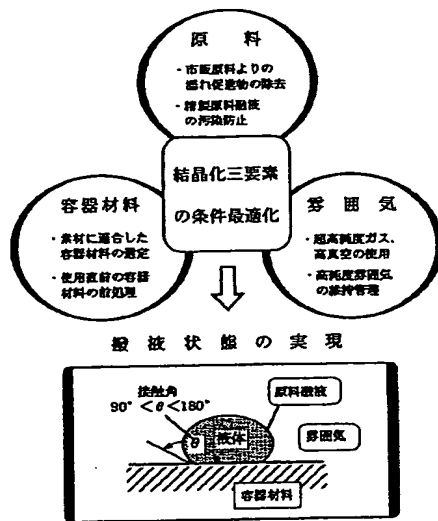 原料
・市販原料よりの
濡れ促進物の除去
・精製原料融液
の汚染防止
結晶化三要素
の条件最適化
容器材料
・素材に適合した
容器材料の選定
・使用直前の容器
材料の前処理
雰囲気
・超高純度ガス、
高真空の使用
・高純度雰囲気
の維持管理
撥液状態の実現
接触角
90°<θ<180°
θ
液体
原料融液
雰囲気
容器材料